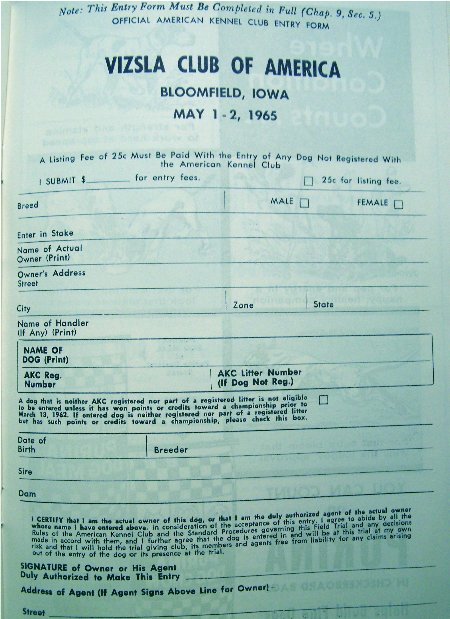 Note: This Entry Form Must Be Completed in Full (Chap. 9, Sec. 5.)
OFFICIAL AMERICAN KENNEL CLUB ENTRY FORM
VIZSLA CLUB OF AMERICA
BLOOMFIELD, IOWA
MAY 1-2, 1965
A Listing Fee of 25c Must Be Paid With the Entry of Any Dog Not Registered With
the American Kennel Club
I SUBMIT $ for entry fees. 25c for listing fee.
Breed MALE FEMALE
Enter in Stake
Name of Actual
Owner (Print)
Owner's Address
Street
City Zone State
Name of Handler
(If Any) (Print)
NAME OF
DOG (Print)
AKC Reg. AKC Litter Number
Number (If Dog Not Reg.)
A dog that is neither AKC registered nor part of a registered litter is not eligible
to be entered unless it has won points or credits toward a championship prior to
March 13, 1962. If entered dog is neither registered nor part of a registered litter
but has such points or credits toward a championship, please check this box.
Date of
Birth Breeder
Sire
Dam
I CERTIFY that I am the actual owner of this dog, or that I am the duly authorized agent of the actual owner
whose name I have entered above. In consideration of the acceptance of this entry, I agree to abide by all the
Rules of the American Kennel Club and the Standard Procedures governing this Field Trial and any decisions
made in accord with them, and I further agree that the dog is entered in and will be at this trial at my own
risk and that I will hold the trial giving club, its members and agents free from liability for any claims arising
out of the entry of the dog or its presence at the trial.
SIGNATURE of Owner or His Agent
Duly Authorized to Make This Entry
Address of Agent (If Agent Signs Above Line for Owner)
Street